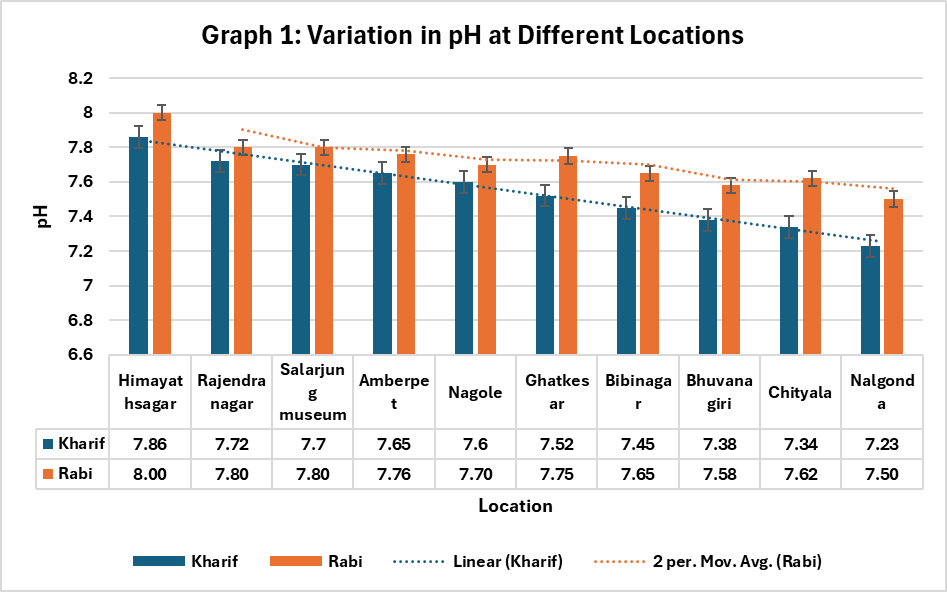 Graph 1: Variation in pH at Different Locations
8.2
8
7.8
7.6
7.4
7.2
7
6.8
6.6
pH
Himayat
hsagar
Rajendra
nagar
Salarjun
g
museum
Amberpe
t
Nagole
Ghatkes
ar
Bibinaga
r
Bhuvana
giri
Chityala
Nalgond
a
Kharif 7.86 7.72 7.7 7.65 7.6 7.52 7.45 7.38 7.34 7.23
Rabi 8.00 7.80 7.80 7.76 7.70 7.75 7.65 7.58 7.62 7.50
Location
Kharif Rabi Linear (Kharif) 2 per. Mov. Avg. (Rabi)